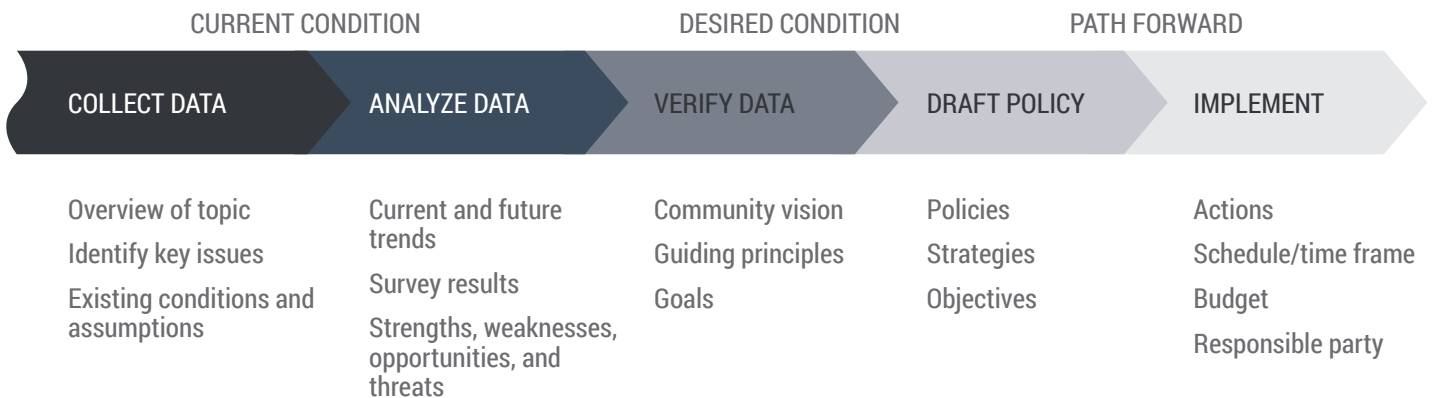 CURRENT CONDITION
DESIRED CONDITION
PATH FORWARD
COLLECT DATA
ANALYZE DATA
VERIFY DATA
DRAFT POLICY
IMPLEMENT
Overview of topic
Identify key issues
Existing conditions and
assumptions
Current and future
trends
Survey results
Strengths, weaknesses,
opportunities, and
threats
Community vision
Guiding principles
Goals
Policies
Strategies
Objectives
Actions
Schedule/time frame
Budget
Responsible party